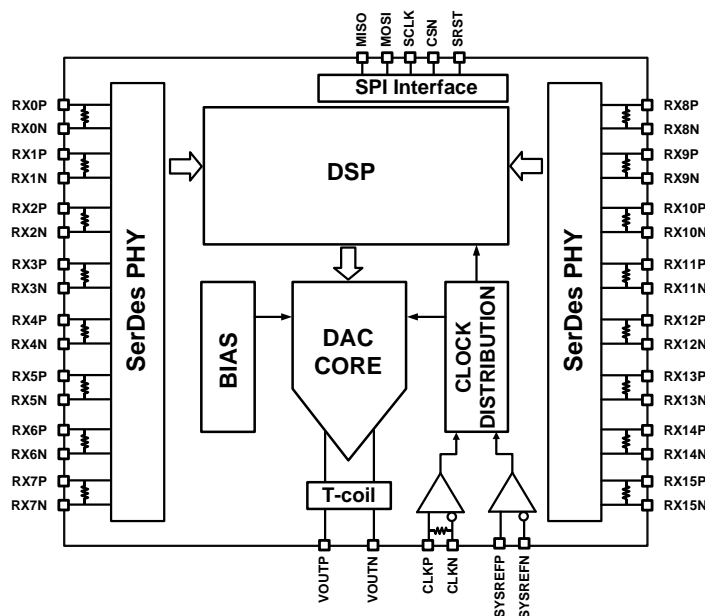 MISO
MOSI
SCLK
CSN
SRST
SPI Interface
RX0P
RX0N
RX1P
RX1N
RX2P
RX2N
RX3P
RX3N
RX4P
RX4N
RX5P
RX5N
RX6P
RX6N
RX7P
RX7N
SerDes PHY
DSP
BIAS
DAC
CORE
CLOCK
DISTRIBUTION
T-coil
SerDes PHY
RX8P
RX8N
RX9P
RX9N
RX10P
RX10N
RX11P
RX11N
RX12P
RX12N
RX13P
RX13N
RX14P
RX14N
RX15P
RX15N
VOUTP
VOUTN
CLKP
CLKN
SYSREFP
SYSREFN